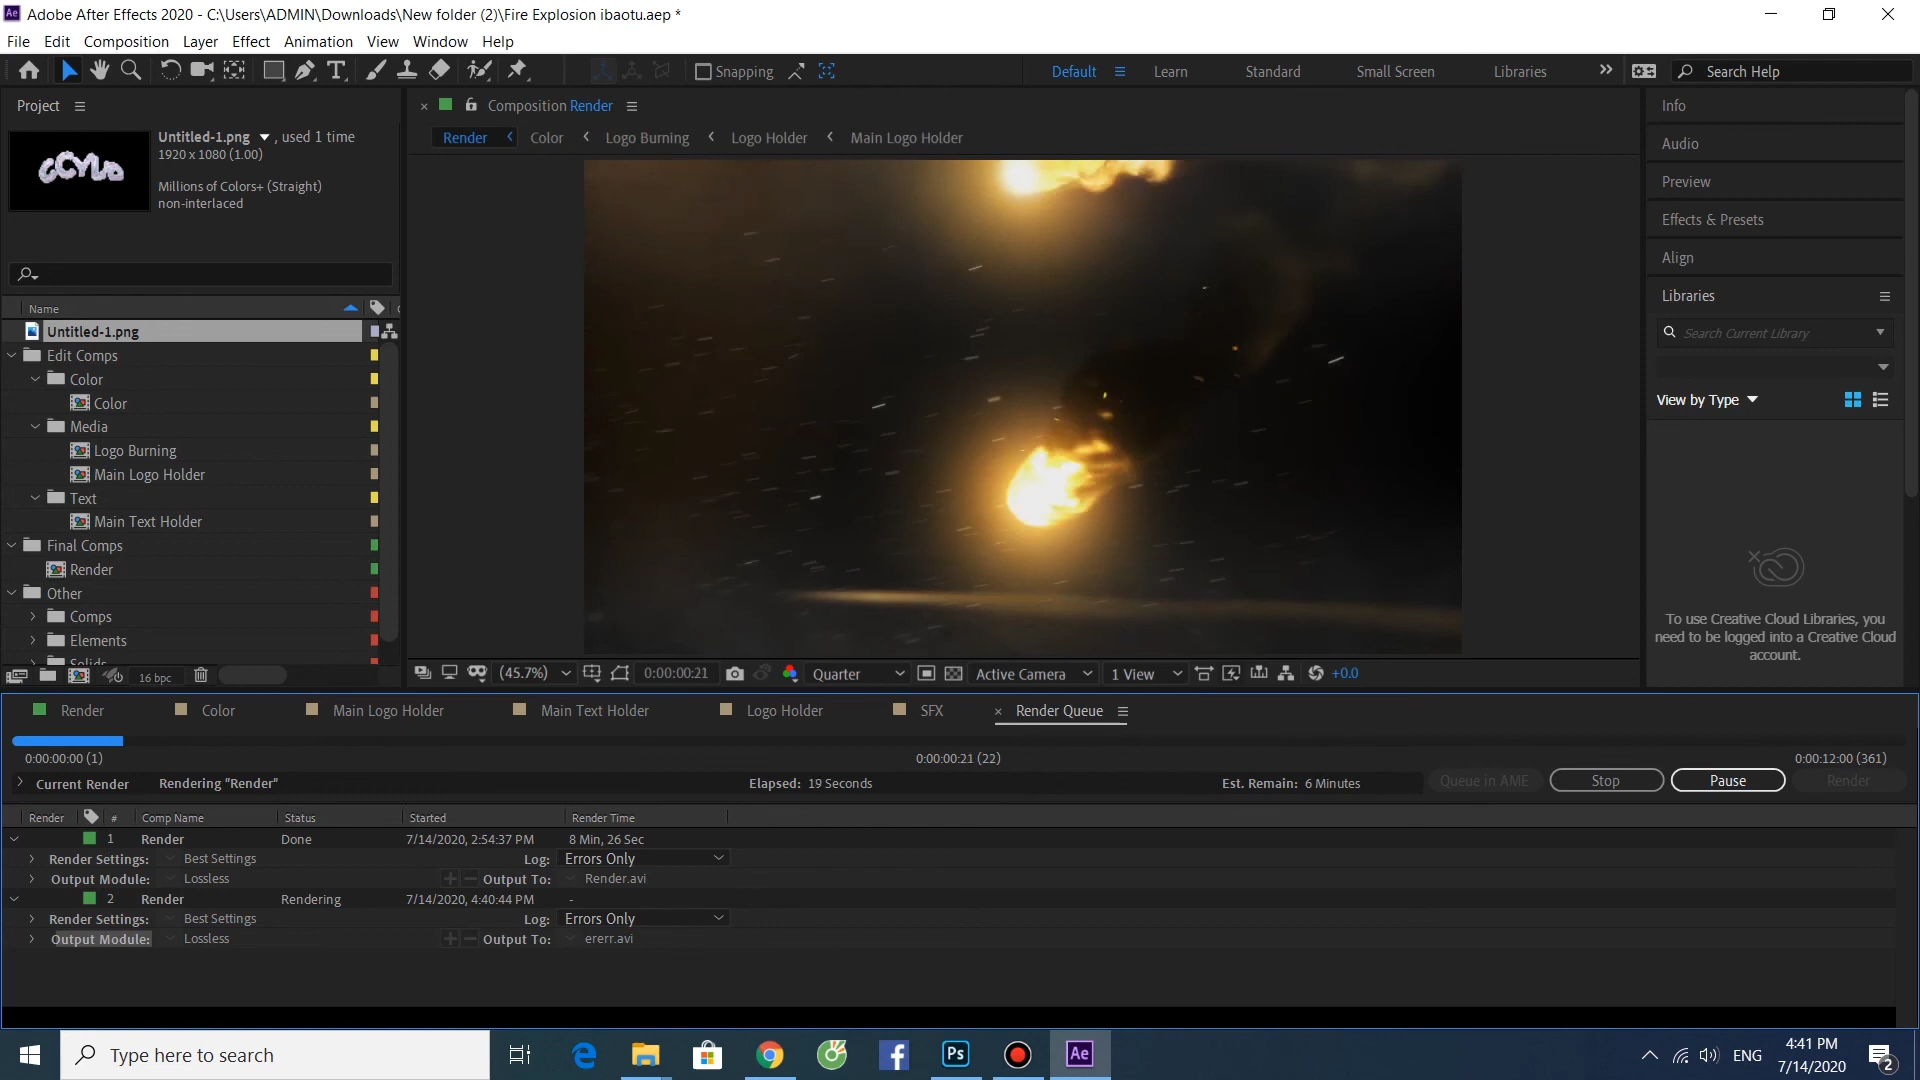 Adobe After Effects 2020 - C:\Users\ADMIN\Downloads\New folder (2)\Fire Explosion ibaotu.aep *
File Edit Composition Layer Effect Animation View Window Help
Snapping
Default Learn Standard Small Screen Libraries
Search Help
Project
Untitled-1.png , used 1 time
1920 x 1080 (1.00)
Millions of Colors+ (Straight)
non-interlaced
Name
Untitled-1.png
Edit Comps
Color
Color
Media
Logo Burning
Main Logo Holder
Text
Main Text Holder
Final Comps
Render
Other
Comps
Elements
Solids
16 bpc
Composition Render
Render Color Logo Burning Logo Holder Main Logo Holder
(45.7%) 0:00:00:21 Quarter Active Camera 1 View +0.0
Info
Audio
Preview
Effects & Presets
Align
Libraries
Search Current Library
View by Type
To use Creative Cloud Libraries, you
need to be logged into a Creative Cloud
account.
Render Color Main Logo Holder Main Text Holder Logo Holder SFX Render Queue
0:00:00:00 (1) 0:00:00:21 (22) 0:00:12:00 (361)
Current Render Rendering "Render" Elapsed: 19 Seconds Est. Remain: 6 Minutes Queue in AME Stop Pause Render
Render # Comp Name Status Started Render Time
1 Render Done 7/14/2020, 2:54:37 PM 8 Min, 26 Sec
Render Settings: Best Settings Log: Errors Only
Output Module: Lossless Output To: Render.avi
2 Render Rendering 7/14/2020, 4:40:44 PM -
Render Settings: Best Settings Log: Errors Only
Output Module: Lossless Output To: ererr.avi
Type here to search
Ps
Ae
ENG
4:41 PM
7/14/2020
2